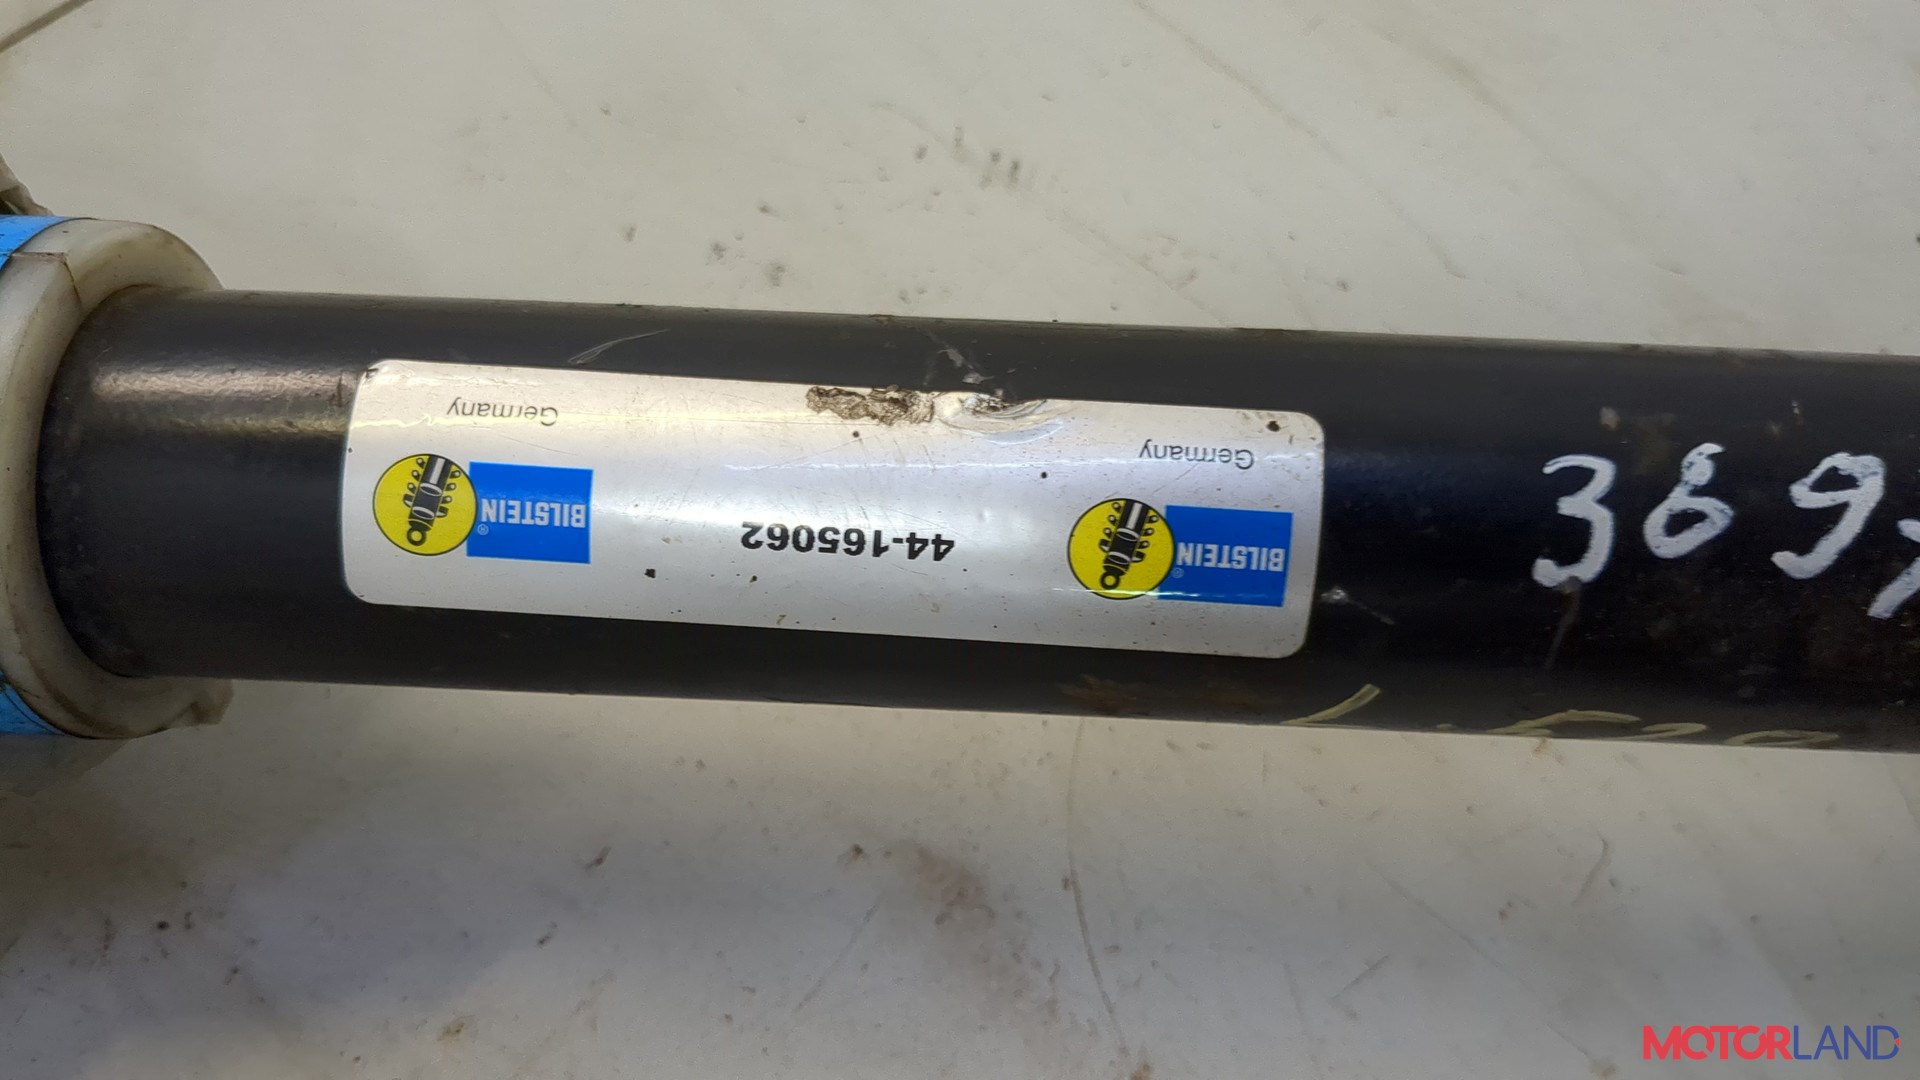 Germany
BILSTEIN®
44-165062
Germany
BILSTEIN®
MOTORLAND